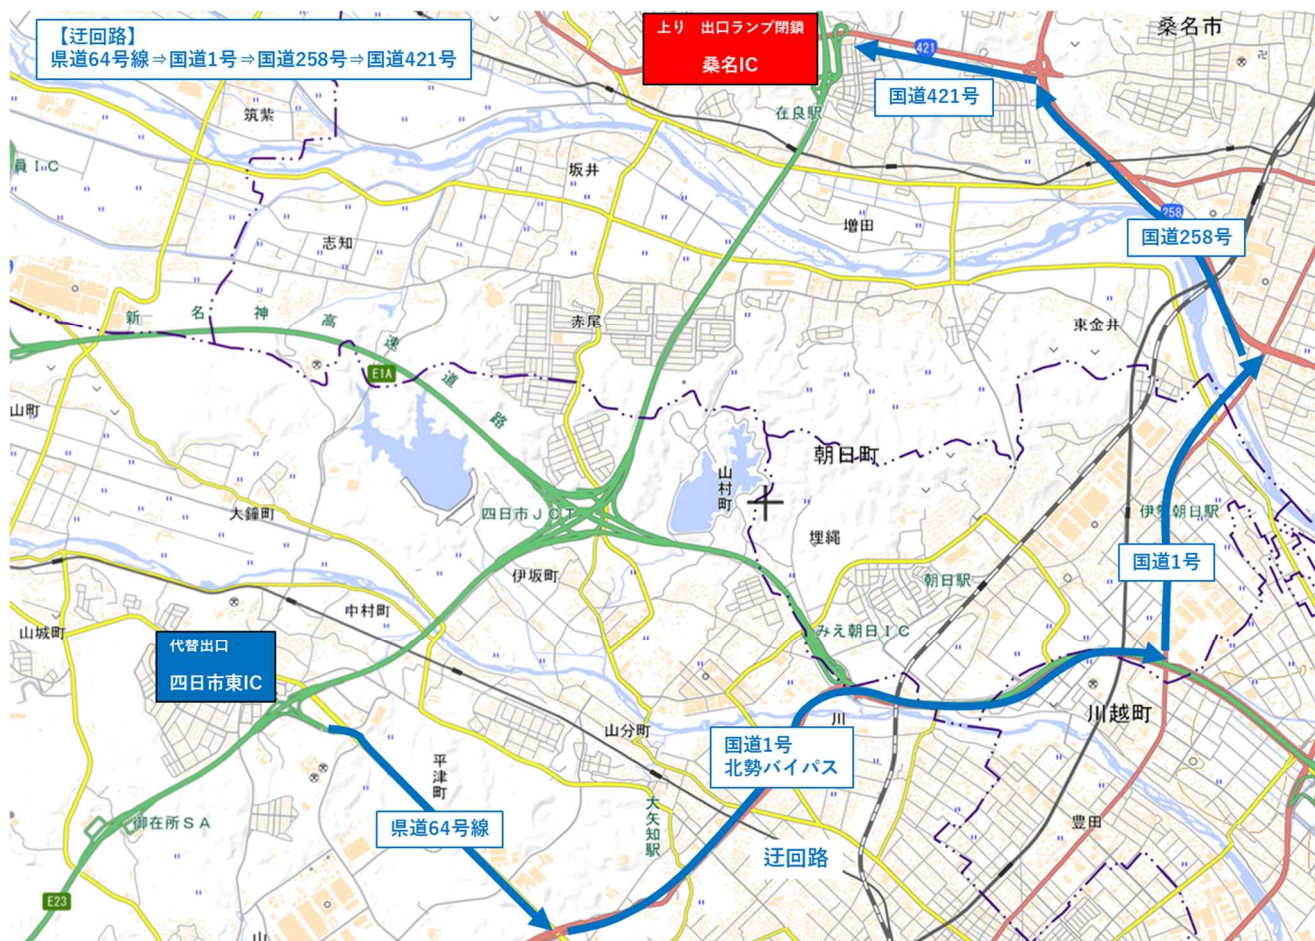 【迂回路】
県道64号線⇒国道1号⇒国道258号⇒国道421号
上り 出口ランプ閉鎖
桑名IC
421
桑名市
国道421号
在良駅
筑紫
員IC
坂井
志知
増田
258
国道258号
新名神高速道路
E1A
赤尾
東金井
山町
朝日町
山村町
四日市JCT
大鐘町
伊勢朝日駅
埋縄
国道1号
伊坂町
朝日駅
中村町
山城町
みえ朝日IC
代替出口
四日市東IC
川越町
山分町
川
国道1号
北勢バイパス
平津町
大矢知駅
御在所SA
県道64号線
豊田
迂回路
E23
山